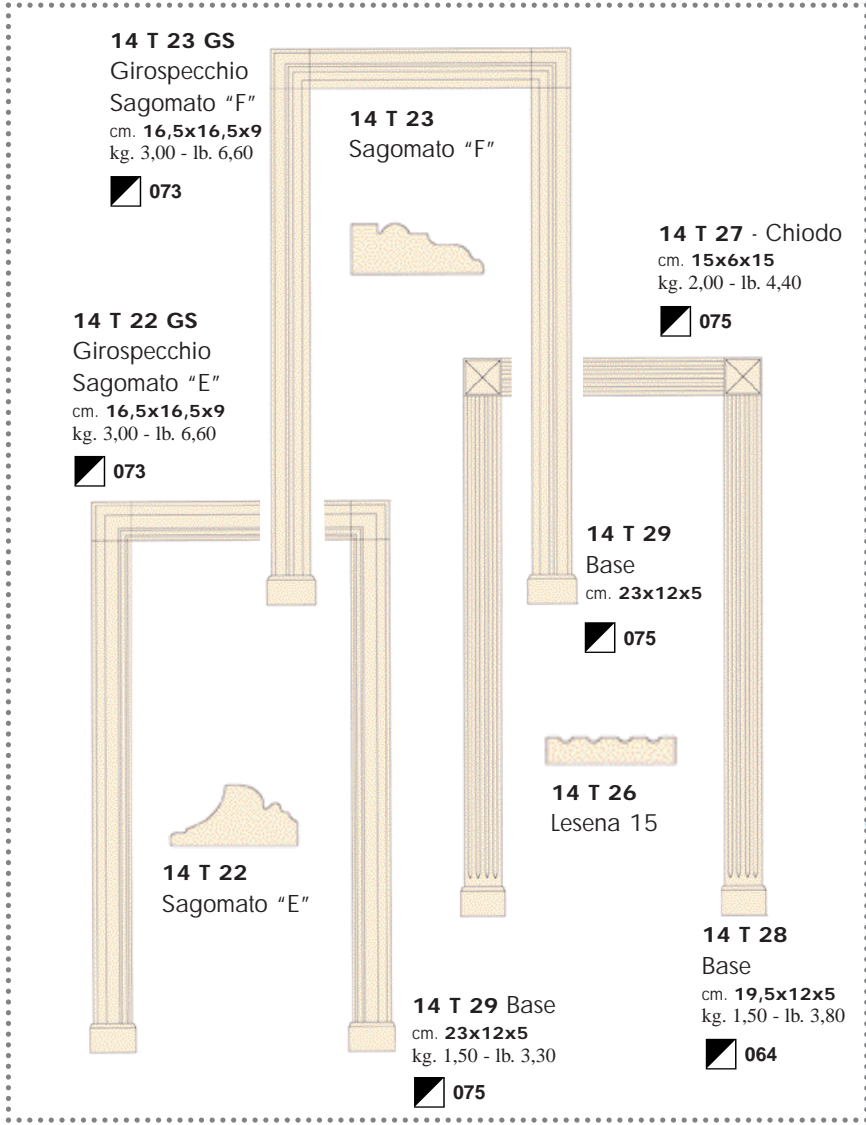 14 T 23 GS
Girospecchio
Sagomato “F”
cm. 16,5x16,5x9
kg. 3,00 - lb. 6,60
073
14 T 23
Sagomato “F”
14 T 27 - Chiodo
cm. 15x6x15
kg. 2,00 - lb. 4,40
075
14 T 22 GS
Girospecchio
Sagomato “E”
cm. 16,5x16,5x9
kg. 3,00 - lb. 6,60
073
14 T 29
Base
cm. 23x12x5
075
14 T 26
Lesena 15
14 T 22
Sagomato “E”
14 T 28
Base
cm. 19,5x12x5
kg. 1,50 - lb. 3,80
064
14 T 29 Base
cm. 23x12x5
kg. 1,50 - lb. 3,30
075